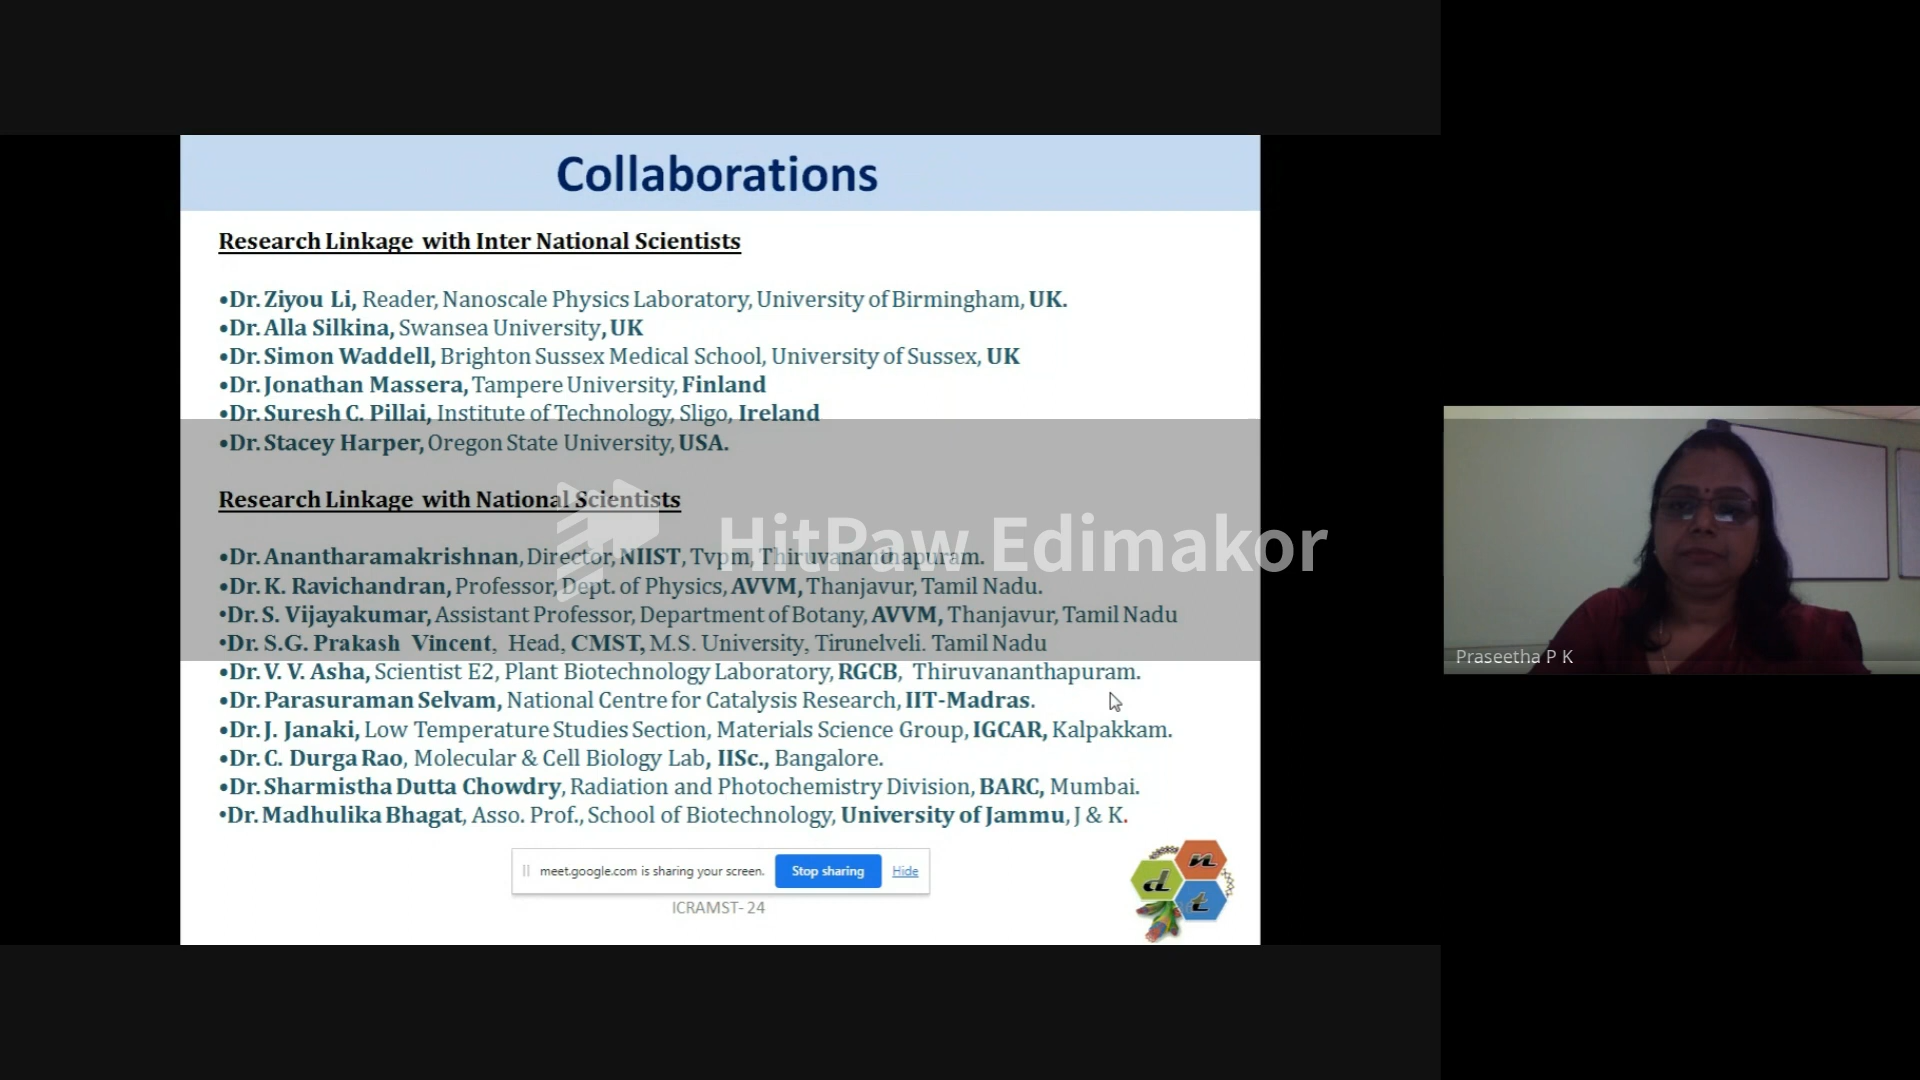 Collaborations
Research Linkage with Inter National Scientists
•Dr. Ziyou Li, Reader, Nanoscale Physics Laboratory, University of Birmingham, UK.
•Dr. Alla Silkina, Swansea University, UK
•Dr. Simon Waddell, Brighton Sussex Medical School, University of Sussex, UK
•Dr. Jonathan Massera, Tampere University, Finland
•Dr. Suresh C. Pillai, Institute of Technology, Sligo, Ireland
•Dr. Stacey Harper, Oregon State University, USA.
Research Linkage with National Scientists
HitPaw Edimakor
•Dr. Anantharamakrishnan, Director, NIIST, Tvpm, Thiruvananthapuram.
•Dr. K. Ravichandran, Professor, Dept. of Physics, AVVM, Thanjavur, Tamil Nadu.
•Dr. S. Vijayakumar, Assistant Professor, Department of Botany, AVVM, Thanjavur, Tamil Nadu
•Dr. S.G. Prakash Vincent, Head, CMST, M.S. University, Tirunelveli. Tamil Nadu
•Dr. V. V. Asha, Scientist E2, Plant Biotechnology Laboratory, RGCB, Thiruvananthapuram.
•Dr. Parasuraman Selvam, National Centre for Catalysis Research, IIT-Madras.
•Dr. J. Janaki, Low Temperature Studies Section, Materials Science Group, IGCAR, Kalpakkam.
•Dr. C. Durga Rao, Molecular & Cell Biology Lab, IISc., Bangalore.
•Dr. Sharmistha Dutta Chowdry, Radiation and Photochemistry Division, BARC, Mumbai.
•Dr. Madhulika Bhagat, Asso. Prof., School of Biotechnology, University of Jammu, J & K.
meet.google.com is sharing your screen. Stop sharing Hide
ICRAMST- 24
n
d
t
Praseetha P K